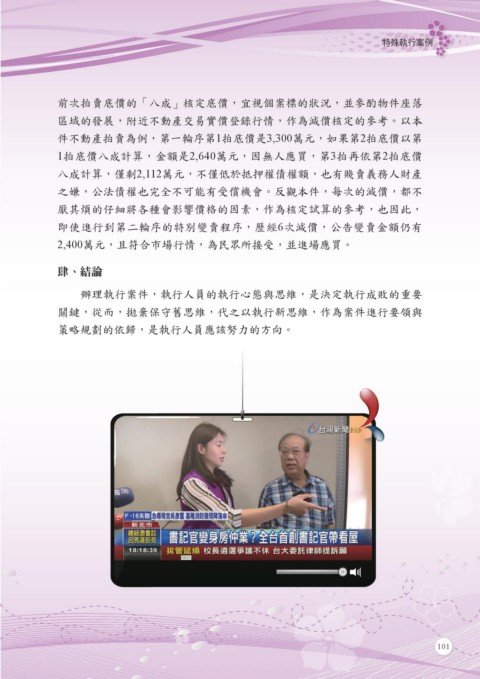 特殊執行案例
前次拍賣底價的「八成」核定底價，宜視個案標的狀況，並參酌物件座落
區域的發展，附近不動產交易實價登錄行情，作為減價核定的參考。以本
件不動產拍賣為例，第一輪序第1拍底價是3,300萬元，如果第2拍底價以第
1拍底價八成計算，金額是2,640萬元，因無人應買，第3拍再依第2拍底價
八成計算，僅剩2,112萬元，不僅低於抵押權債權額，也有賤賣義務人財產
之嫌，公法債權也完全不可能有受償機會。反觀本件，每次的減價，都不
厭其煩的仔細將各種會影響價格的因素，作為核定試算的參考，也因此，
即使進行到第二輪序的特別變賣程序，歷經6次減價，公告變賣金額仍有
2,400萬元，且符合市場行情，為民眾所接受，並進場應買。
肆、結論
辦理執行案件，執行人員的執行心態與思維，是決定執行成敗的重要
關鍵，從而，拋棄保守舊思維，代之以執行新思維，作為案件進行要領與
策略規劃的依歸，是執行人員應該努力的方向。
台視新聞HD
F-16失聯
新北市
書記官變身房仲業？全台首創書記官帶看屋
18:18:39
拔管延燒 校長遴選爭議不休 台大委託律師提訴願
101